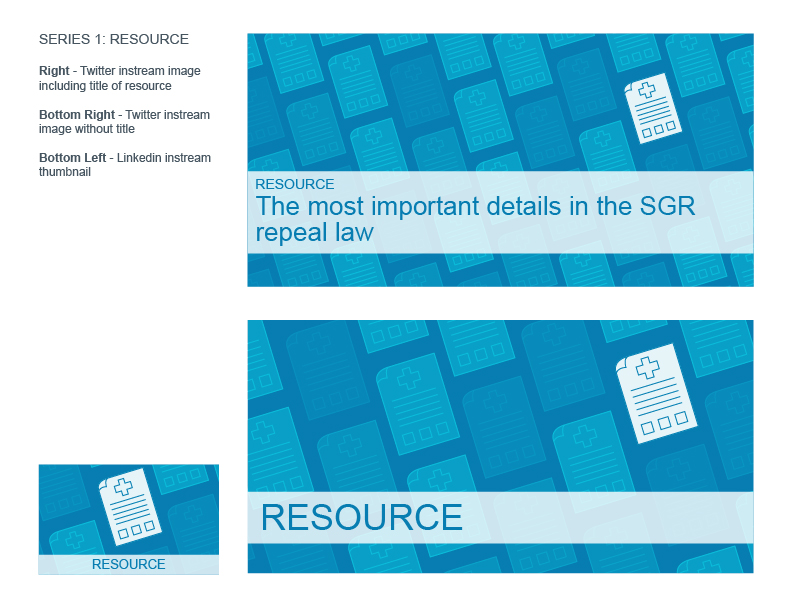 SERIES 1: RESOURCE
Right - Twitter instream image
including title of resource
Bottom Right - Twitter instream
image without title
Bottom Left - Linkedin instream
thumbnail
RESOURCE
The most important details in the SGR
repeal law
RESOURCE
RESOURCE